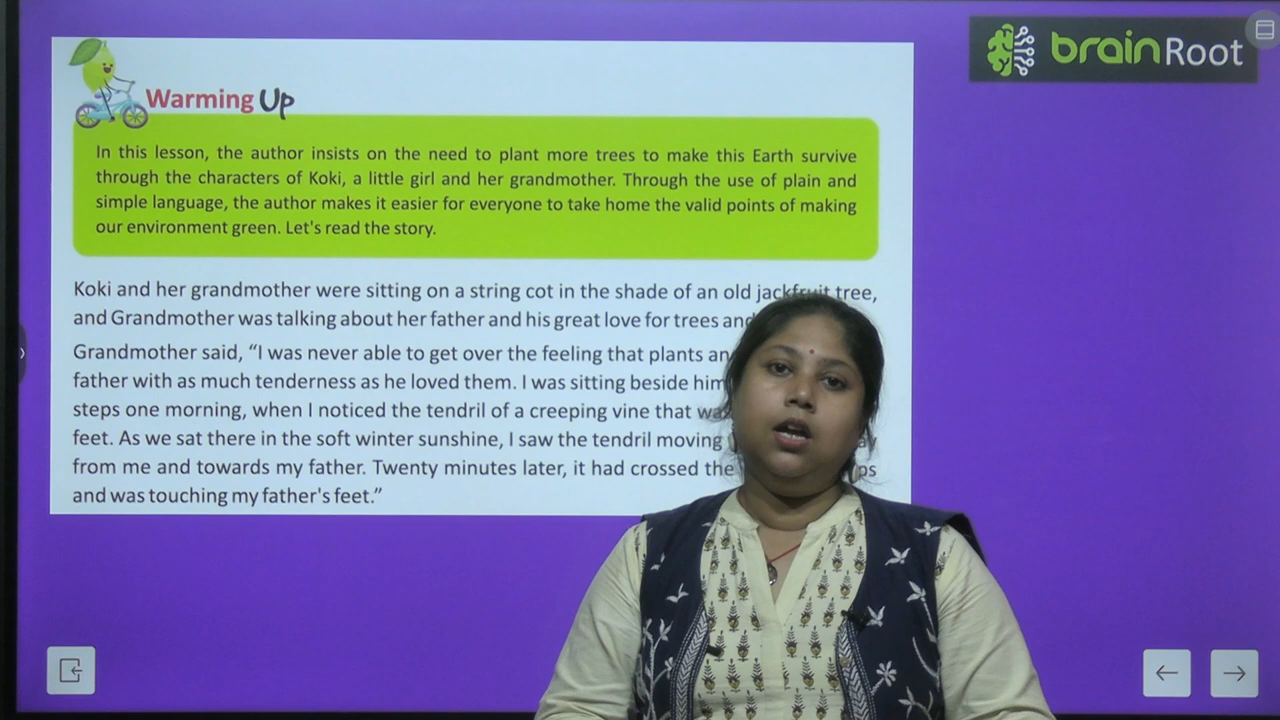 brainRoot
Warming Up
In this lesson, the author insists on the need to plant more trees to make this Earth survive
through the characters of Koki, a little girl and her grandmother. Through the use of plain and
simple language, the author makes it easier for everyone to take home the valid points of making
our environment green. Let's read the story.
Koki and her grandmother were sitting on a string cot in the shade of an old jackfruit tree,
and Grandmother was talking about her father and his great love for trees and
Grandmother said, “I was never able to get over the feeling that plants
father with as much tenderness as he loved them. I was sitting beside him
steps one morning, when I noticed the tendril of a creeping vine that
feet. As we sat there in the soft winter sunshine, I saw the tendril moving
from me and towards my father. Twenty minutes later, it had crossed the
and was touching my father's feet.”